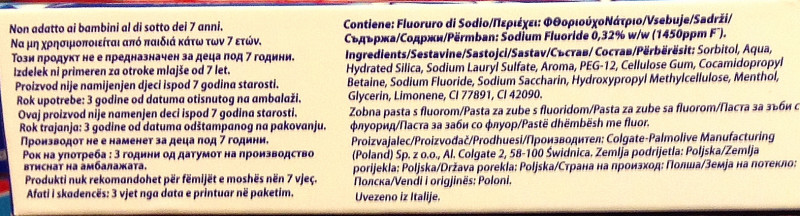 Non adatto ai bambini al di sotto dei 7 anni.
Να μη χρησιμοποιείται από παιδιά κάτω των 7 ετών.
Този продукт не е предназначен за деца под 7 години.
Izdelek ni primeren za otroke mlajše od 7 let.
Proizvod nije namijenjen djeci ispod 7 godina starosti.
Rok upotrebe: 3 godine od datuma otisnutog na ambalaži.
Ovaj proizvod nije namenjen deci ispod 7 godina starosti.
Rok trajanja: 3 godine od datuma odštampanog na pakovanju.
Производот не е наменет за деца под 7 години.
Рок на употреба : 3 години од датумот на производство
втиснат на амбалажата.
Produkti nuk rekomandohet për fëmijët e moshës nën 7 vjeç.
Afati i skadencës: 3 vjet nga data e printuar në paketim.
Contiene: Fluoruro di Sodio/Περιέχει: ΦθοριούχοΝάτριο/Vsebuje/Sadrži/
Съдържа/Содржи/Përmban: Sodium Fluoride 0,32% w/w (1450ppm F⁻).
Ingredients/Sestavine/Sastojci/Sastav/Състав/ Состав/Përbërësit: Sorbitol, Aqua,
Hydrated Silica, Sodium Lauryl Sulfate, Aroma, PEG-12, Cellulose Gum, Cocamidopropyl
Betaine, Sodium Fluoride, Sodium Saccharin, Hydroxypropyl Methylcellulose, Menthol,
Glycerin, Limonene, CI 77891, CI 42090.
Zobna pasta s fluorom/Pasta za zube s fluoridom/Pasta za zube sa fluorom/Паста за зъби с
флуорид/Паста за заби со флуор/Pastë dhëmbësh me fluor.
Proizvajalec/Proizvođač/Prodhuesi/Производител: Colgate-Palmolive Manufacturing
(Poland) Sp. z o.o., Al. Colgate 2, 58-100 Świdnica. Zemlja podrijetla: Poljska/Zemlja
porijekla: Poljska/Država porekla: Poljska/Страна на произход: Полша/Земја на потекло:
Полска/Vendi i origjinës: Poloni.
Uvezeno iz Italije.